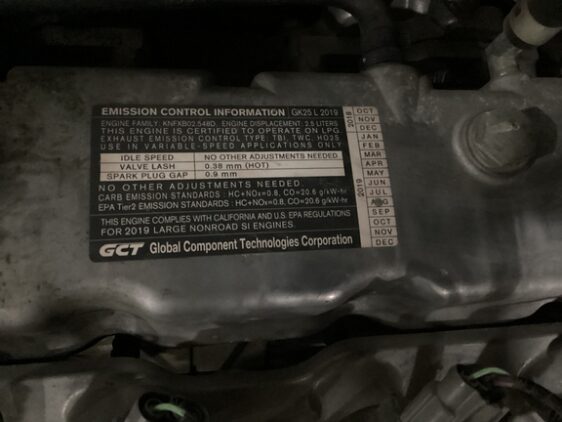 EMISSION CONTROL INFORMATION GK25 L 2019
ENGINE FAMILY: KNFXB02.54BD. ENGINE DISPLACEMENT: 2.5 LITERS
THIS ENGINE IS CERTIFIED TO OPERATE ON LPG.
EXHAUST EMISSION CONTROL TYPE: TBI, TWC, HO2S
USE IN VARIABLE-SPEED APPLICATIONS ONLY.
IDLE SPEED NO OTHER ADJUSTMENTS NEEDED.
VALVE LASH 0.38 mm (HOT)
SPARK PLUG GAP 0.9 mm
NO OTHER ADJUSTMENTS NEEDED
CARB EMISSION STANDARDS : HC+NOx=0.8, CO=20.6 g/kW-hr
EPA Tier2 EMISSION STANDARDS : HC+NOx=0.8, CO=20.6 g/kW-hr
THIS ENGINE COMPLIES WITH CALIFORNIA AND U.S EPA REGULATIONS
FOR 2019 LARGE NONROAD SI ENGINES.
GCT Global Component Technologies Corporation
2018
OCT
NOV
DEC
2019
JAN
FEB
MAR
APR
MAY
JUN
JUL
AUG
SEP
OCT
NOV
DEC